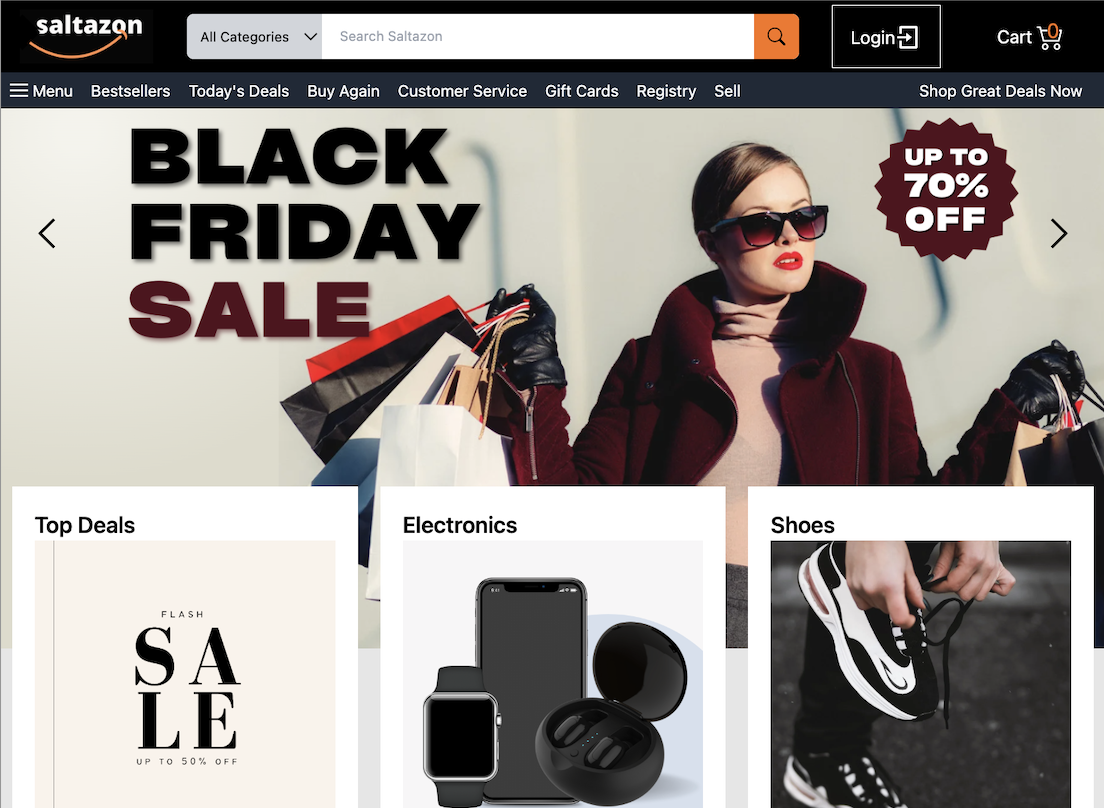 saltazon
All Categories
Search Saltazon
Login
Cart 0
Menu Bestsellers Today's Deals Buy Again Customer Service Gift Cards Registry Sell Shop Great Deals Now
BLACK
FRIDAY
SALE
UP TO
70%
OFF
Top Deals
FLASH
SA
LE
UP TO 50% OFF
Electronics
Shoes